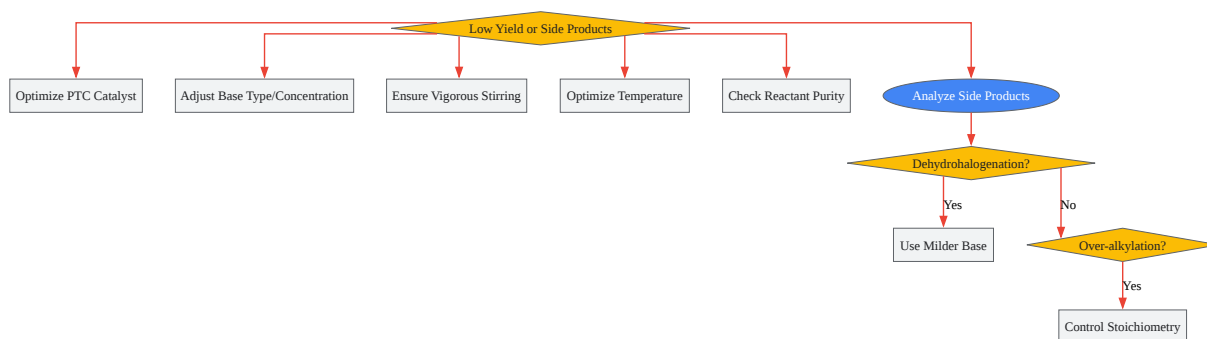 Low Yield or Side Products
Optimize PTC Catalyst
Adjust Base Type/Concentration
Ensure Vigorous Stirring
Optimize Temperature
Check Reactant Purity
Analyze Side Products
Dehydrohalogenation?
Yes
No
Use Milder Base
Over-alkylation?
Yes
Control Stoichiometry